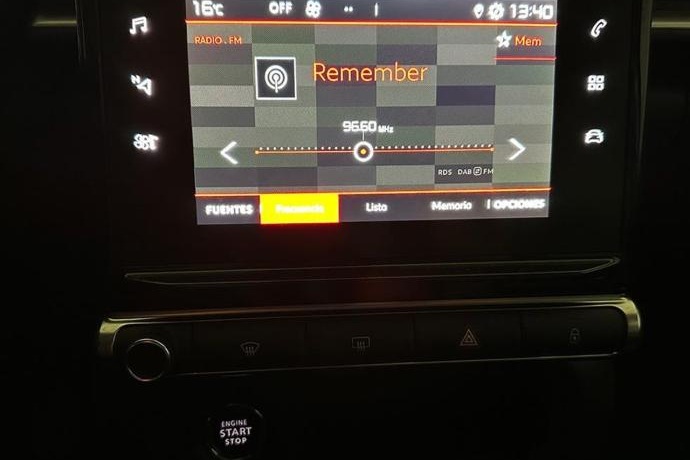 16°C OFF 13:40
RADIO . FM
Mem
Remember
96.60 MHz
RDS DAB FM
FUENTES Frecuencia Lista Memoria OPCIONES
N
ENGINE
START
STOP